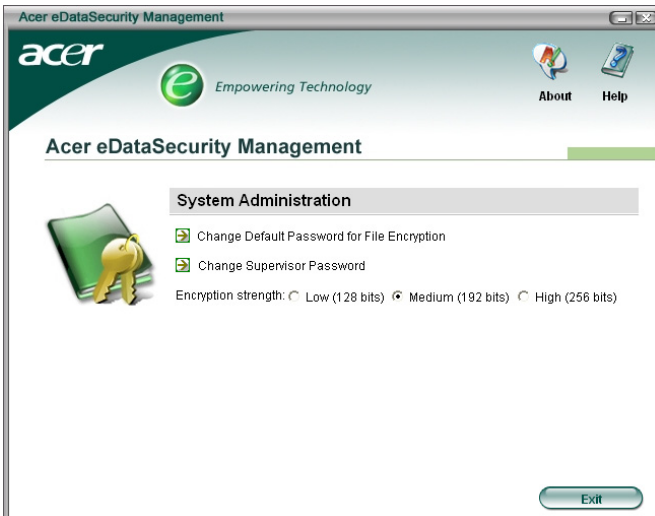 Acer eDataSecurity Management
acer
e Empowering Technology
About Help
Acer eDataSecurity Management
System Administration
Change Default Password for File Encryption
Change Supervisor Password
Encryption strength: Low (128 bits) Medium (192 bits) High (256 bits)
Exit